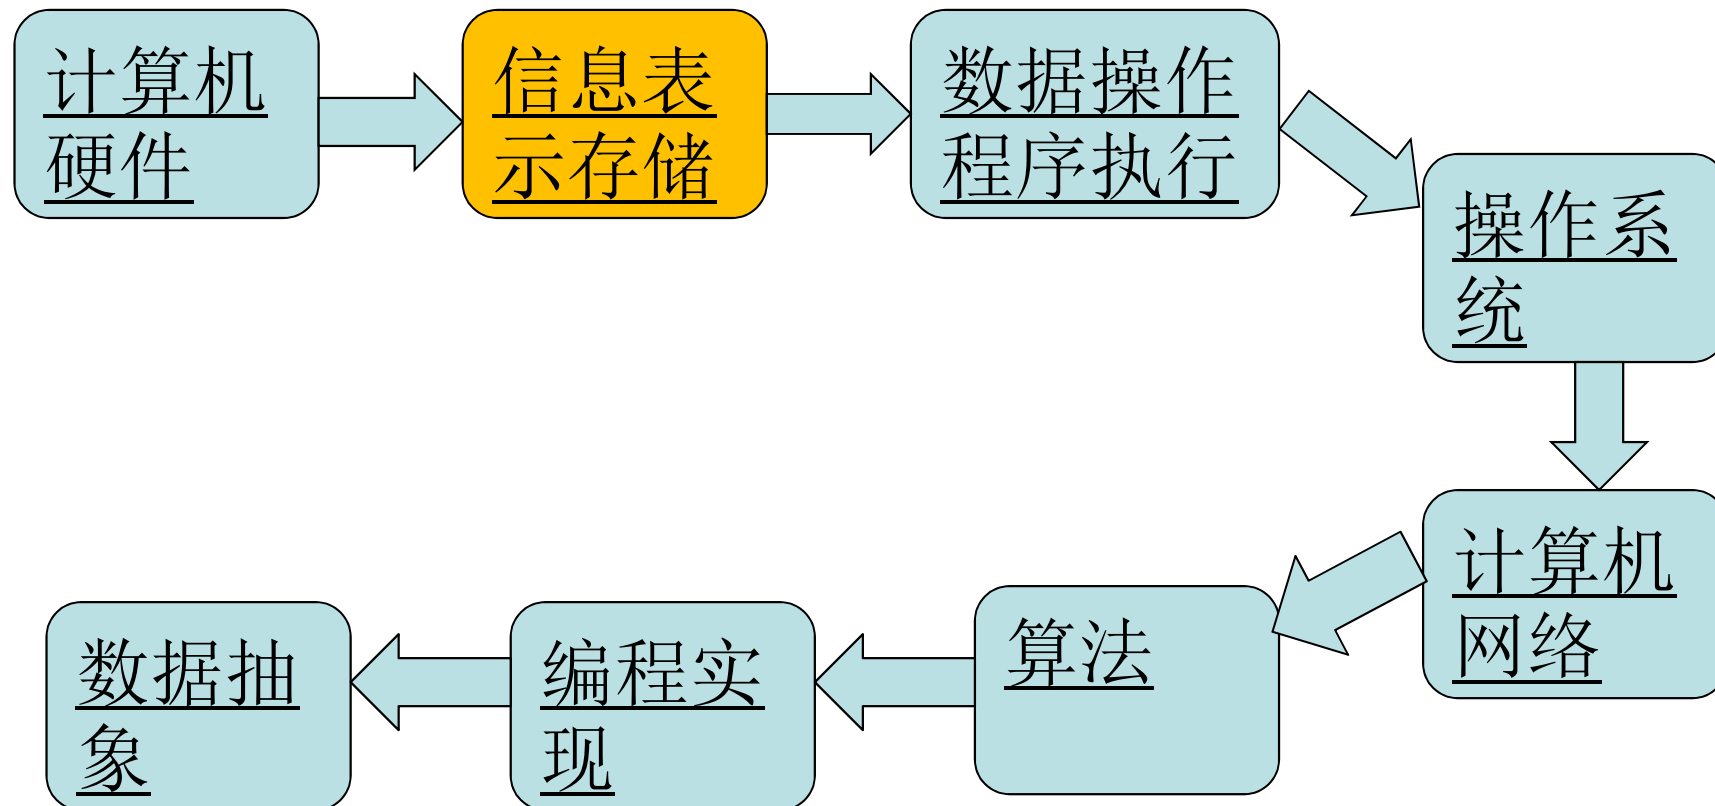 计算机
硬件
信息表
示存储
数据操作
程序执行
操作系
统
计算机
网络
算法
编程实
现
数据抽
象